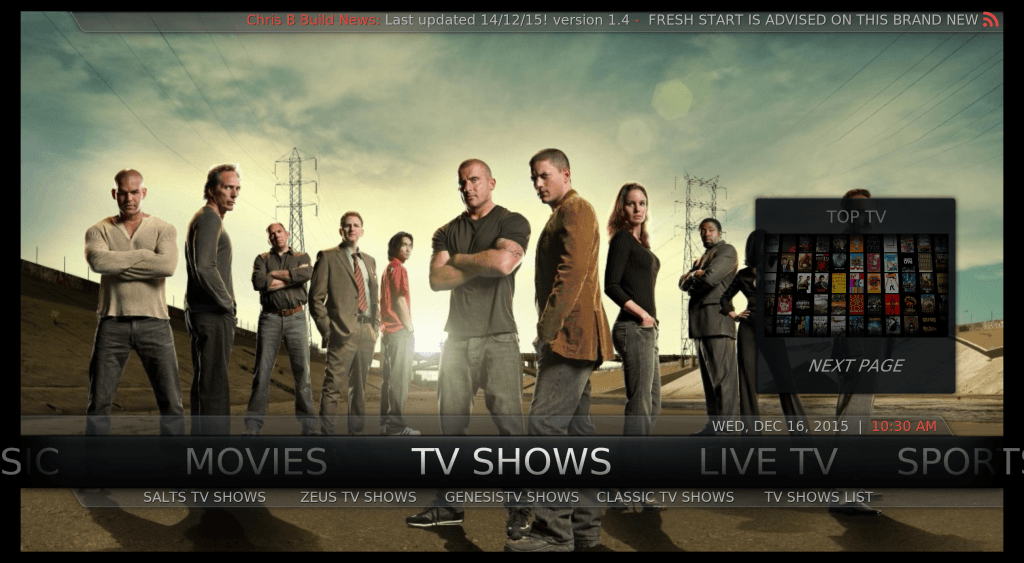 Chris B Build News: Last updated 14/12/15! version 1.4 - FRESH START IS ADVISED ON THIS BRAND NEW
TOP TV
NEXT PAGE
WED, DEC 16, 2015 | 10:30 AM
SIC MOVIES TV SHOWS LIVE TV SPORTS
SALTS TV SHOWS ZEUS TV SHOWS GENESISTV SHOWS CLASSIC TV SHOWS TV SHOWS LIST